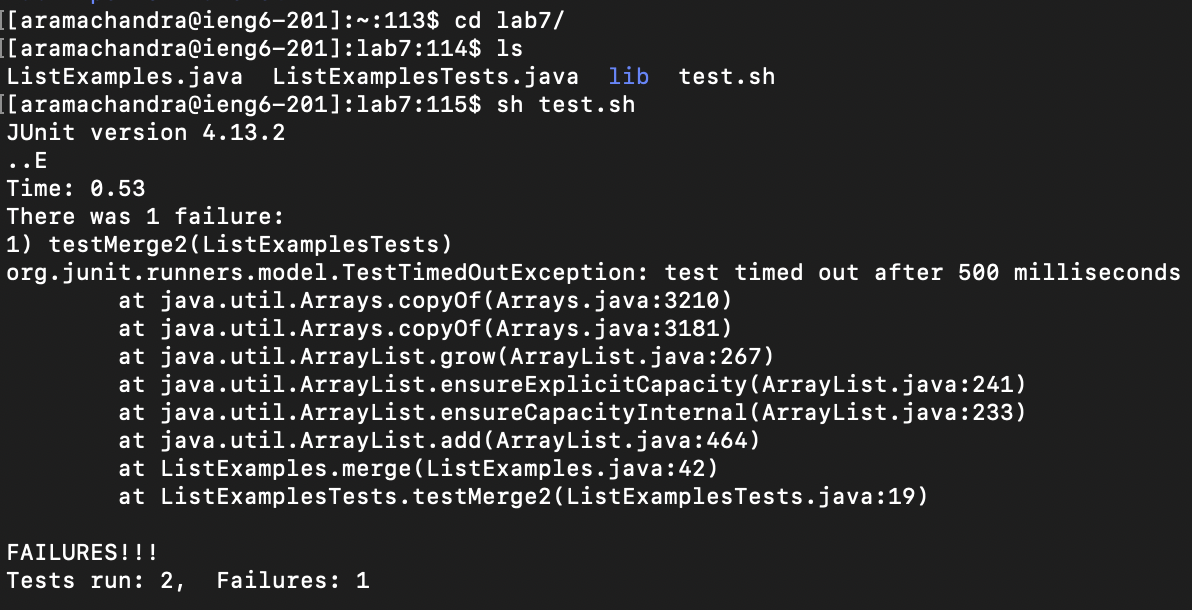 [[aramachandra@ieng6-201]:~:113$ cd lab7/
[[aramachandra@ieng6-201]:lab7:114$ ls
ListExamples.java  ListExamplesTests.java  lib  test.sh
[[aramachandra@ieng6-201]:lab7:115$ sh test.sh
JUnit version 4.13.2
..E
Time: 0.53
There was 1 failure:
1) testMerge2(ListExamplesTests)
org.junit.runners.model.TestTimedOutException: test timed out after 500 milliseconds
        at java.util.Arrays.copyOf(Arrays.java:3210)
        at java.util.Arrays.copyOf(Arrays.java:3181)
        at java.util.ArrayList.grow(ArrayList.java:267)
        at java.util.ArrayList.ensureExplicitCapacity(ArrayList.java:241)
        at java.util.ArrayList.ensureCapacityInternal(ArrayList.java:233)
        at java.util.ArrayList.add(ArrayList.java:464)
        at ListExamples.merge(ListExamples.java:42)
        at ListExamplesTests.testMerge2(ListExamplesTests.java:19)

FAILURES!!!
Tests run: 2,  Failures: 1